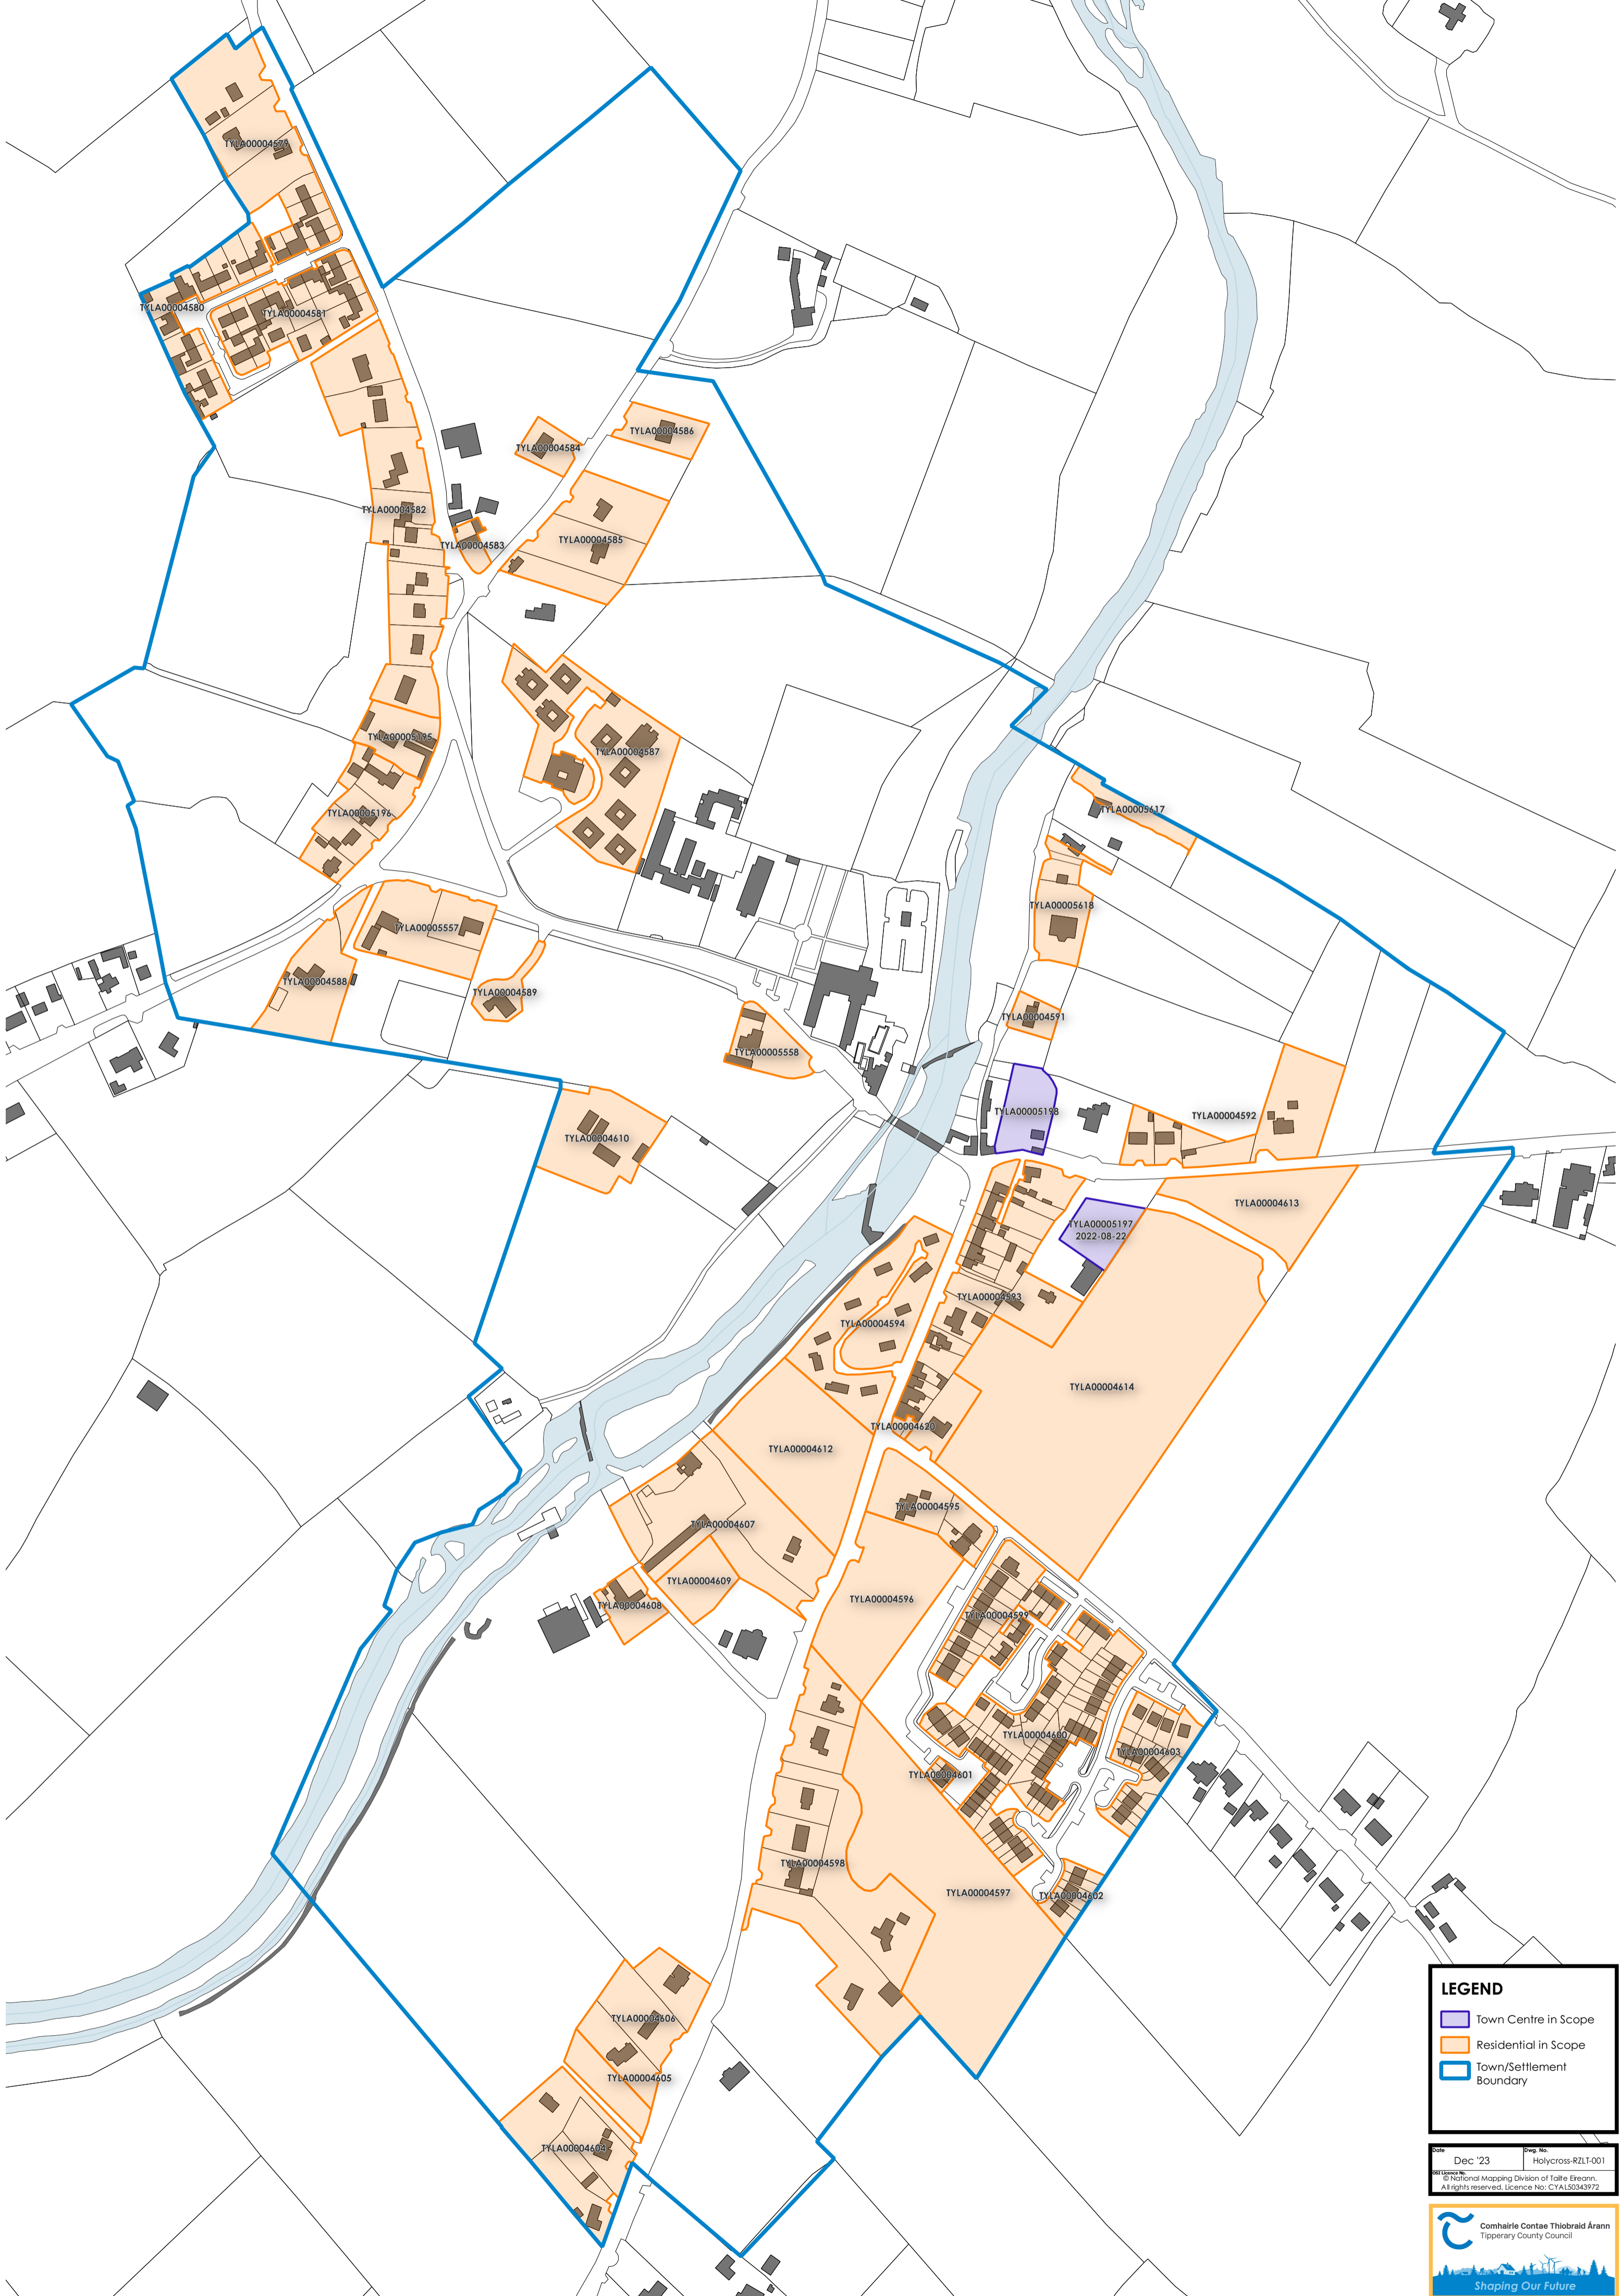 TYLA00004579
TYLA00004580
TYLA00004581
TYLA00004586
TYLA00004584
TYLA00004582
TYLA00004585
TYLA00004583
TYLA00005195
TYLA00004587
TYLA00005196
TYLA00005617
TYLA00005618
TYLA00005557
TYLA00004588
TYLA00004589
TYLA00004591
TYLA00005558
TYLA00005198
TYLA00004592
TYLA00004610
TYLA00004613
TYLA00005197
2022-08-22
TYLA00004593
TYLA00004594
TYLA00004614
TYLA00004620
TYLA00004612
TYLA00004595
TYLA00004607
TYLA00004609
TYLA00004596
TYLA00004608
TYLA00004599
TYLA00004600
TYLA00004603
TYLA00004601
TYLA00004598
TYLA00004597
TYLA00004602
TYLA00004606
TYLA00004605
TYLA00004604
LEGEND
Town Centre in Scope
Residential in Scope
Town/Settlement
Boundary
Date
Dwg. No.
Dec '23
Holycross-RZLT-001
OSI Licence No.
© National Mapping Division of Tailte Eireann.
All rights reserved. Licence No: CYAL50343972
Comhairle Contae Thiobraid Árann
Tipperary County Council
Shaping Our Future